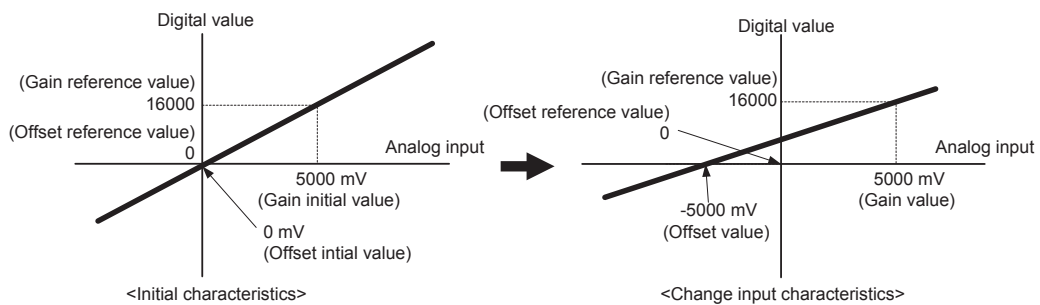 Digital value
(Gain reference value)
16000
(Offset reference value)
0
Analog input
5000 mV
(Gain initial value)
0 mV
(Offset intial value)
<Initial characteristics>
Digital value
(Gain reference value)
16000
(Offset reference value)
0
Analog input
5000 mV
(Gain value)
-5000 mV
(Offset value)
<Change input characteristics>